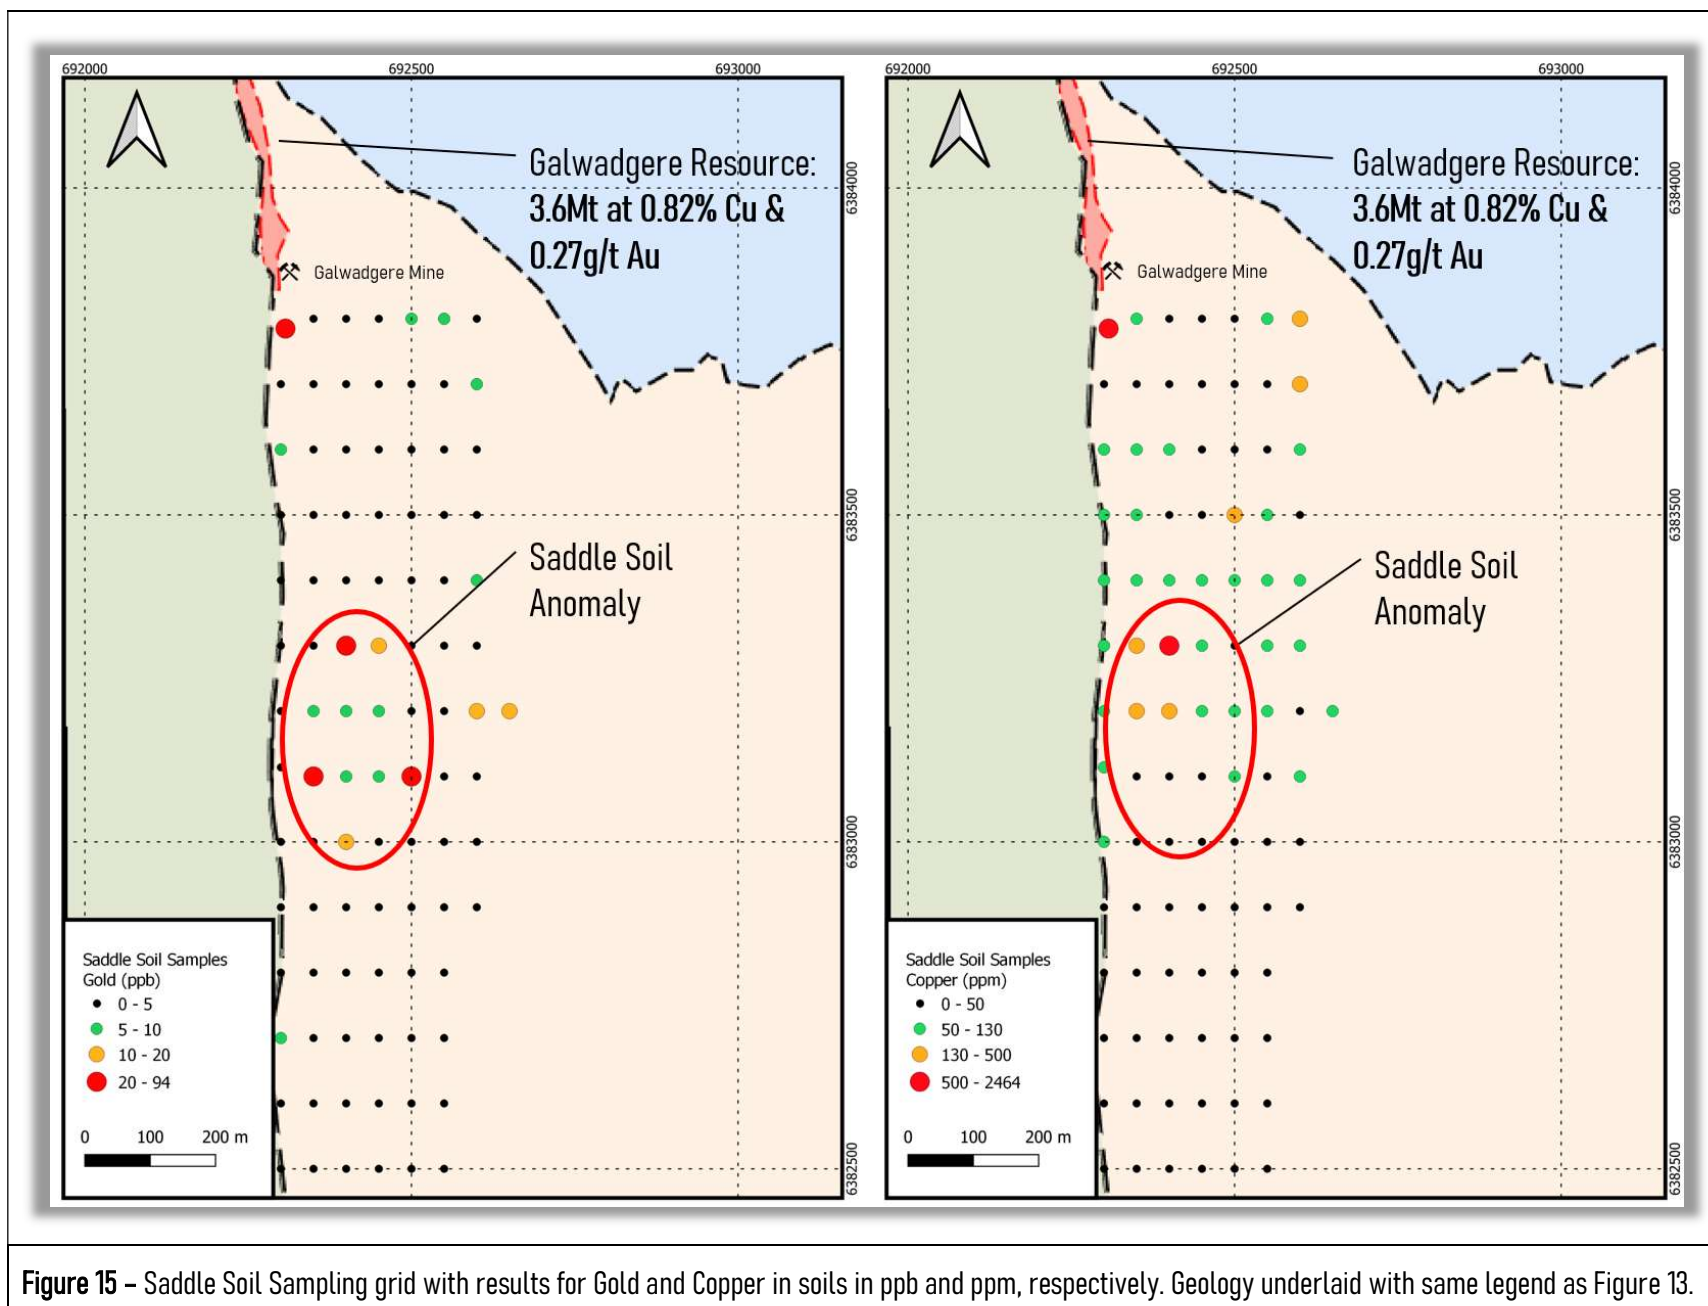 692000
692500
693000
Galwadgere Resource:
3.6Mt at 0.82% Cu &
0.27g/t Au
6384000
Galwadgere Mine
6383500
Saddle Soil
Anomaly
6383000
Saddle Soil Samples
Gold (ppb)
0 - 5
5 - 10
10 - 20
20 - 94
0 100 200 m
6382500
692000
692500
693000
Galwadgere Resource:
3.6Mt at 0.82% Cu &
0.27g/t Au
6384000
Galwadgere Mine
6383500
Saddle Soil
Anomaly
6383000
Saddle Soil Samples
Copper (ppm)
0 - 50
50 - 130
130 - 500
500 - 2464
0 100 200 m
6382500
Figure 15 – Saddle Soil Sampling grid with results for Gold and Copper in soils in ppb and ppm, respectively. Geology underlaid with same legend as Figure 13.